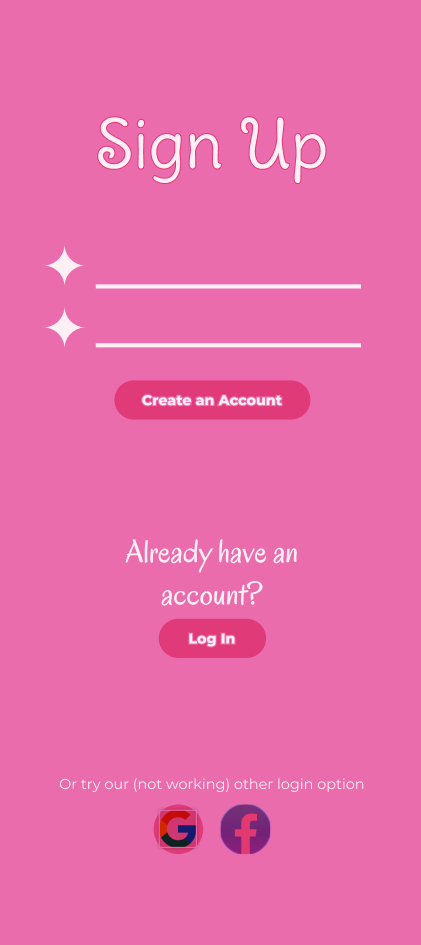 Sign Up
Create an Account
Already have an
account?
Log In
Or try our (not working) other login option
G f